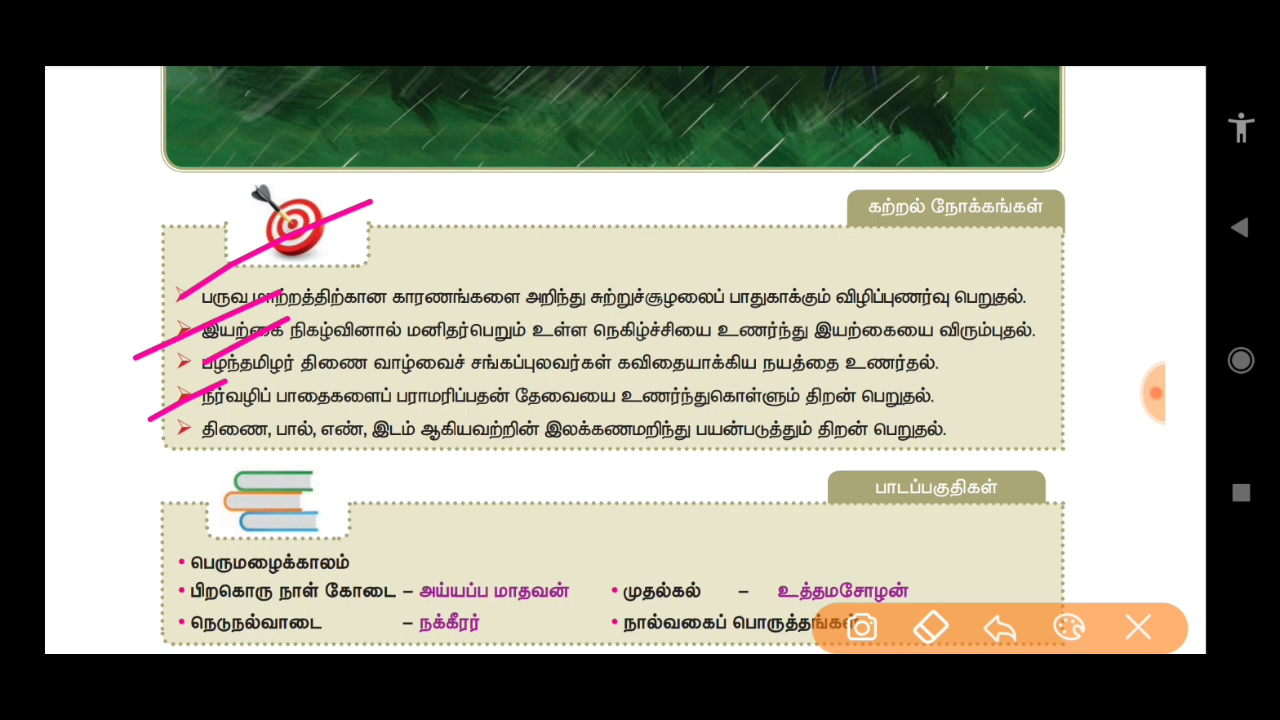 கற்றல் நோக்கங்கள்
பருவ மாற்றத்திற்கான காரணங்களை அறிந்து சுற்றுச்சூழலைப் பாதுகாக்கும் விழிப்புணர்வு பெறுதல்.
இயற்கை நிகழ்வினால் மனிதர்பெறும் உள்ள நெகிழ்ச்சியை உணர்ந்து இயற்கையை விரும்புதல்.
பழந்தமிழர் திணை வாழ்வைச் சங்கப்புலவர்கள் கவிதையாக்கிய நயத்தை உணர்தல்.
நீர்வழிப் பாதைகளைப் பராமரிப்பதன் தேவையை உணர்ந்துகொள்ளும் திறன் பெறுதல்.
திணை, பால், எண், இடம் ஆகியவற்றின் இலக்கணமறிந்து பயன்படுத்தும் திறன் பெறுதல்.
பாடப்பகுதிகள்
• பெருமழைக்காலம்
• பிறகொரு நாள் கோடை – அய்யப்ப மாதவன் • முதல்கல் – உத்தமசோழன்
• நெடுநல்வாடை – நக்கீரர் • நால்வகைப் பொருத்தங்கள்